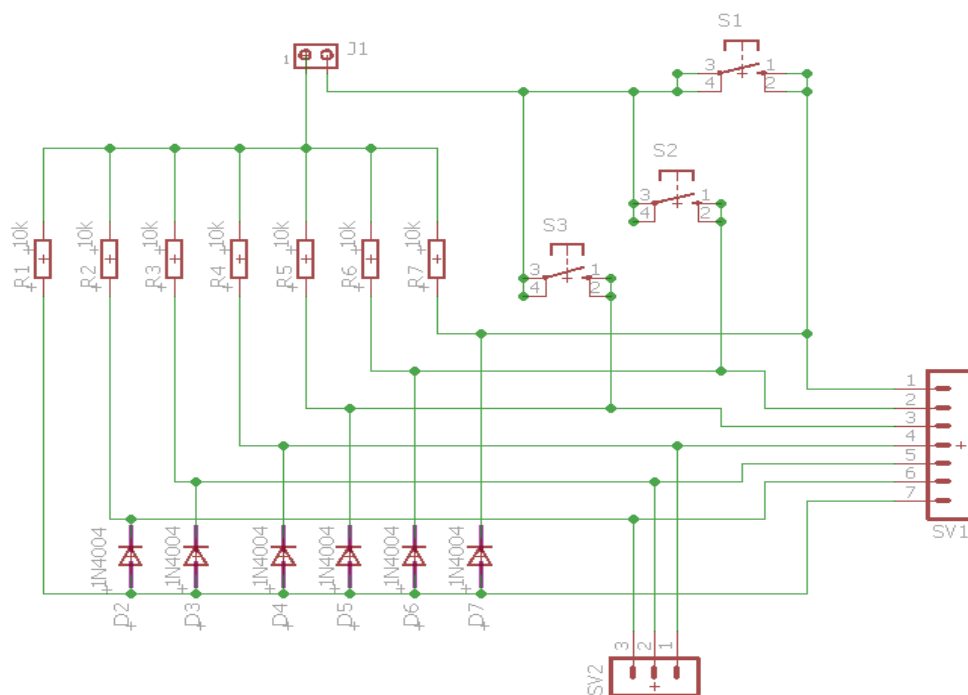 S1
J1
1
3 1
4 2
S2
3 1
4 2
S3
3 1
4 2
10k 10k 10k 10k 10k 10k 10k
R1 R2 R3 R4 R5 R6 R7
1
2
3
4
5
6
7
SV1
1N4004 1N4004 1N4004 1N4004 1N4004 1N4004
D2 D3 D4 D5 D6 D7
3 2 1
SV2